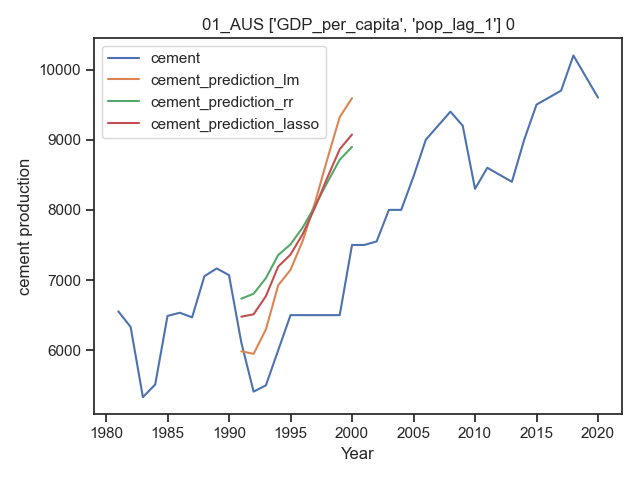 01_AUS ['GDP_per_capita', 'pop_lag_1'] 0
cement
cement_prediction_lm
cement_prediction_rr
cement_prediction_lasso
cement production
10000
9000
8000
7000
6000
1980 1985 1990 1995 2000 2005 2010 2015 2020
Year